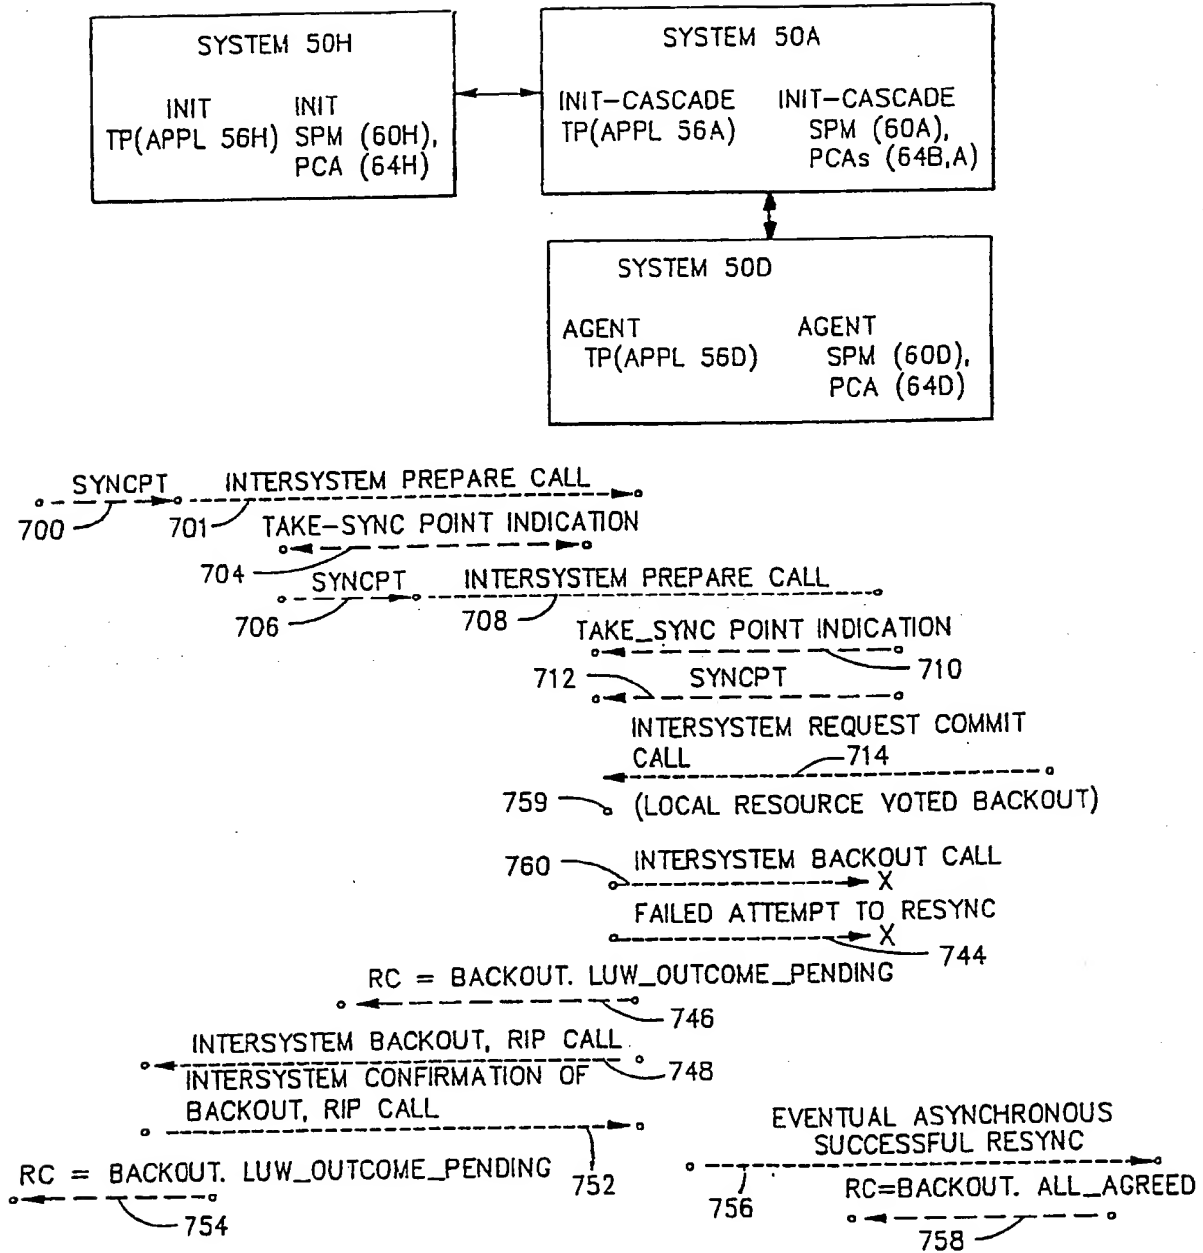 SYSTEM 50H
INIT INIT
TP(APPL 56H) SPM (60H),
PCA (64H)
SYSTEM 50A
INIT-CASCADE INIT-CASCADE
TP(APPL 56A) SPM (60A),
PCAs (64B,A)
SYSTEM 50D
AGENT AGENT
TP(APPL 56D) SPM (60D),
PCA (64D)
SYNCPT INTERSYSTEM PREPARE CALL
700 701
TAKE-SYNC POINT INDICATION
704
SYNCPT INTERSYSTEM PREPARE CALL
706 708
TAKE_SYNC POINT INDICATION
710
712 SYNCPT
INTERSYSTEM REQUEST COMMIT
CALL 714
759 (LOCAL RESOURCE VOTED BACKOUT)
760 INTERSYSTEM BACKOUT CALL
X
FAILED ATTEMPT TO RESYNC
X
744
RC = BACKOUT. LUW_OUTCOME_PENDING
746
INTERSYSTEM BACKOUT, RIP CALL
748
INTERSYSTEM CONFIRMATION OF
BACKOUT, RIP CALL
752
EVENTUAL ASYNCHRONOUS
SUCCESSFUL RESYNC
756
RC = BACKOUT. LUW_OUTCOME_PENDING
754
RC=BACKOUT. ALL_AGREED
758